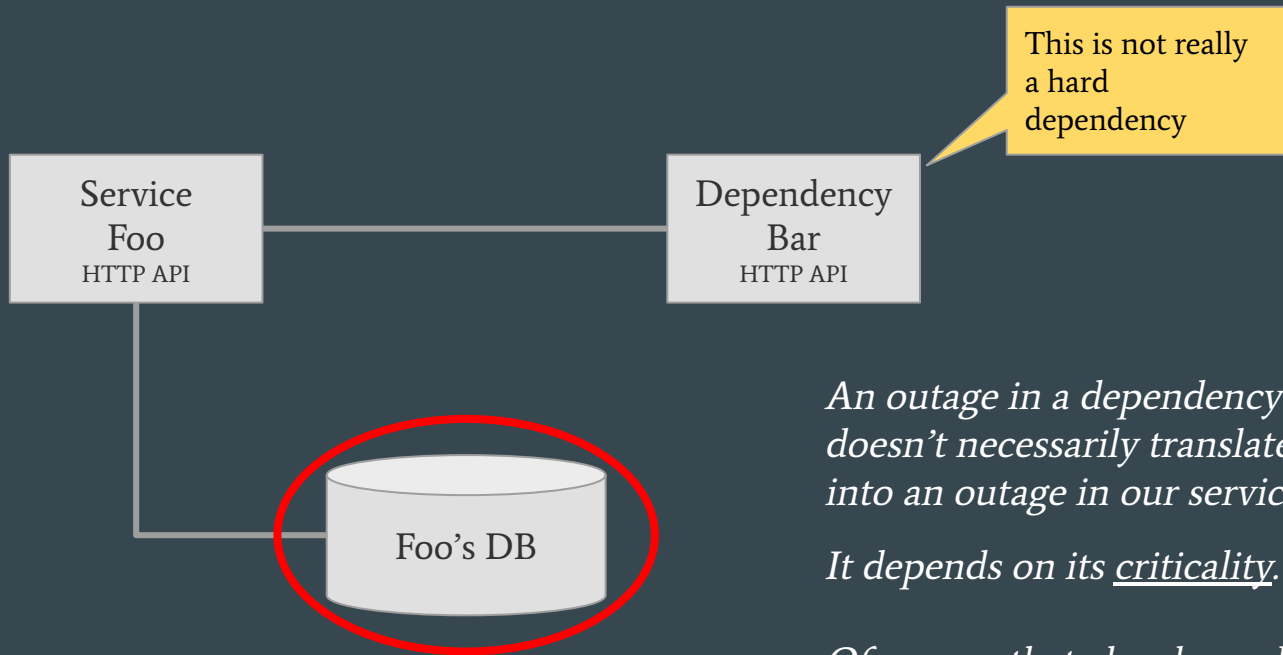 This is not really
a hard
dependency
Service
Foo
HTTP API
Dependency
Bar
HTTP API
An outage in a dependency
doesn't necessarily translate
into an outage in our servic
It depends on its criticality.
Foo's DB